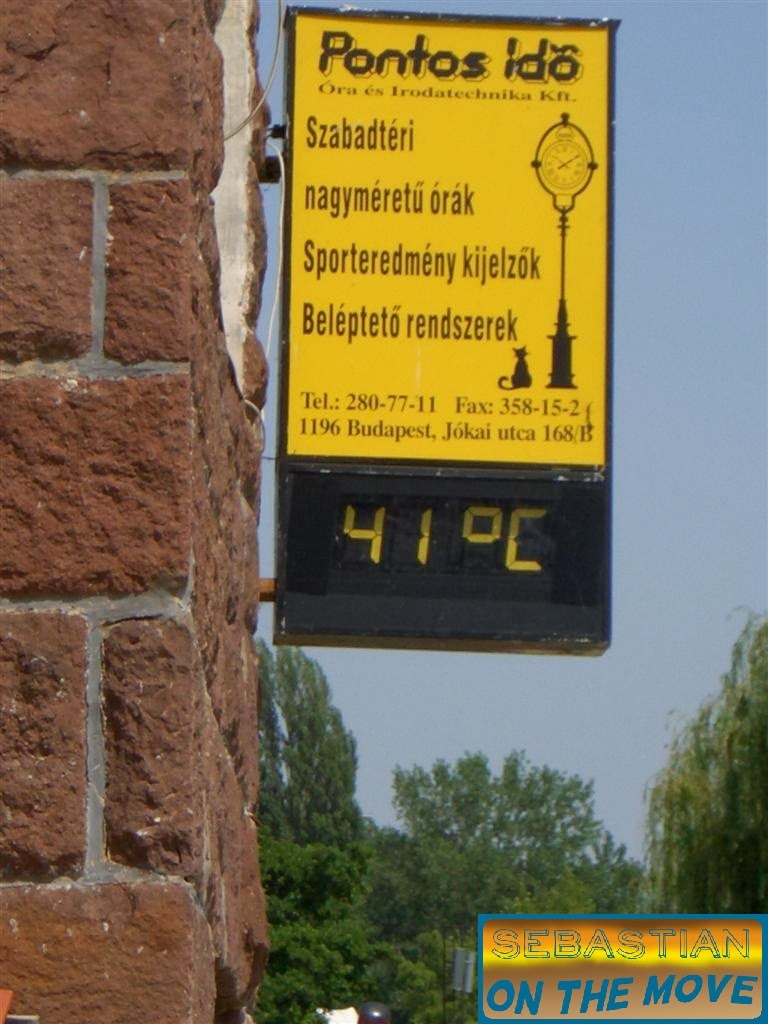 Pontos Idő
Óra és Irodatechnika Kft.
Szabadtéri
nagyméretű órák
Sporteredmény kijelzők
Beléptető rendszerek
Tel.: 280-77-11 Fax: 358-15-2
1196 Budapest, Jókai utca 168/B
41 °C
SEBASTIAN
ON THE MOVE